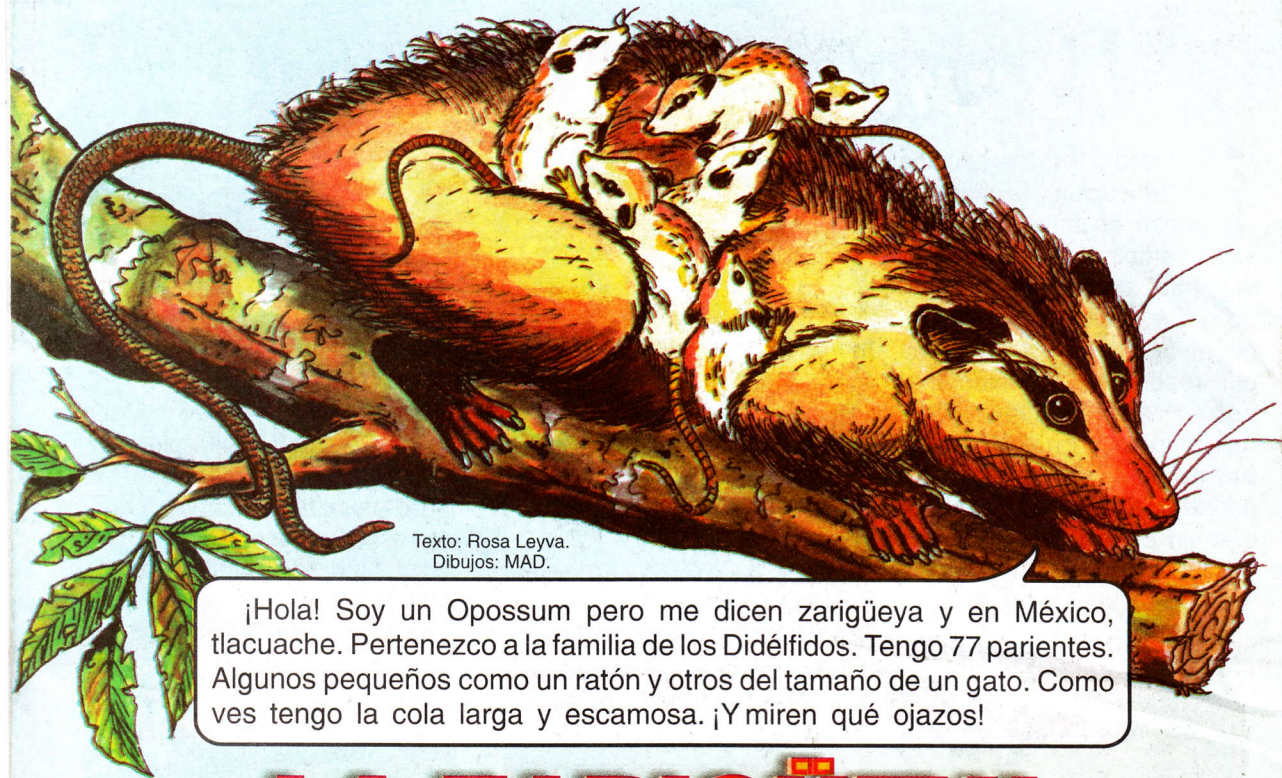 Texto: Rosa Leyva.
Dibujos: MAD.
¡Hola! Soy un Opossum pero me dicen zarigüeya y en México,
tlacuache. Pertenezco a la familia de los Didélfidos. Tengo 77 parientes.
Algunos pequeños como un ratón y otros del tamaño de un gato. Como
ves tengo la cola larga y escamosa. ¡Y miren qué ojazos!